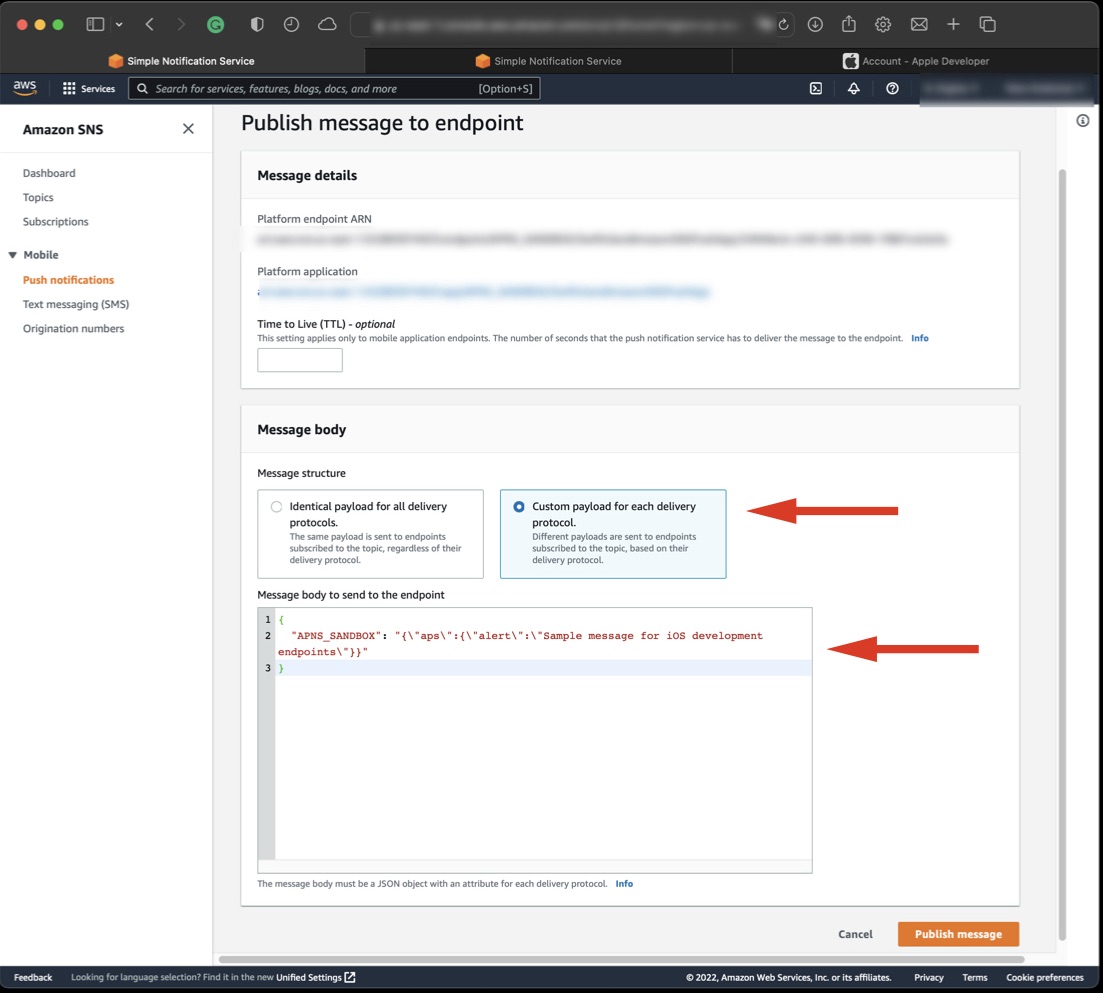 Simple Notification Service
Simple Notification Service
Account - Apple Developer
aws
Services
Search for services, features, blogs, docs, and more
[Option+S]
Amazon SNS
Dashboard
Topics
Subscriptions
Mobile
Push notifications
Text messaging (SMS)
Origination numbers
Publish message to endpoint
Message details
Platform endpoint ARN
Platform application
Time to Live (TTL) - optional
This setting applies only to mobile application endpoints. The number of seconds that the push notification service has to deliver the message to the endpoint. Info
Message body
Message structure
Identical payload for all delivery
protocols.
The same payload is sent to endpoints
subscribed to the topic, regardless of their
delivery protocol.
Custom payload for each delivery
protocol.
Different payloads are sent to endpoints
subscribed to the topic, based on their
delivery protocol.
Message body to send to the endpoint
1 {
2 "APNS_SANDBOX": "{\"aps\":{\"alert\":\"Sample message for iOS development
endpoints\"}}"
3 }
The message body must be a JSON object with an attribute for each delivery protocol. Info
Cancel
Publish message
Feedback
Looking for language selection? Find it in the new Unified Settings
© 2022, Amazon Web Services, Inc. or its affiliates.
Privacy
Terms
Cookie preferences